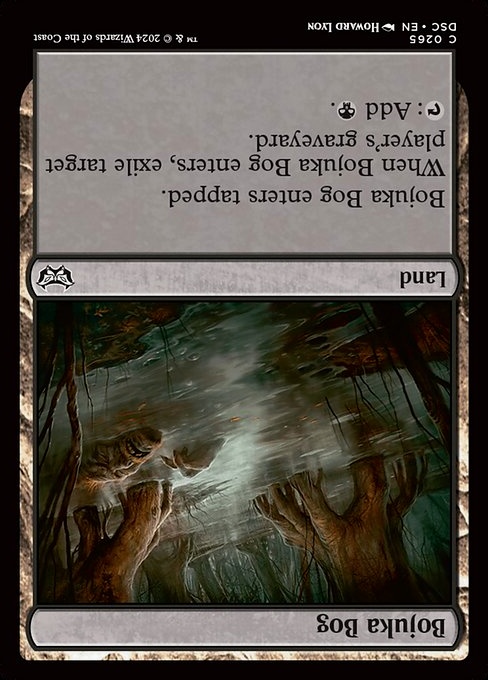 Bojuka Bog
Land
Bojuka Bog enters tapped.
When Bojuka Bog enters, exile target
player's graveyard.
: Add .
C 0265
DSC • EN Howard Lyon
™ & © 2024 Wizards of the Coast